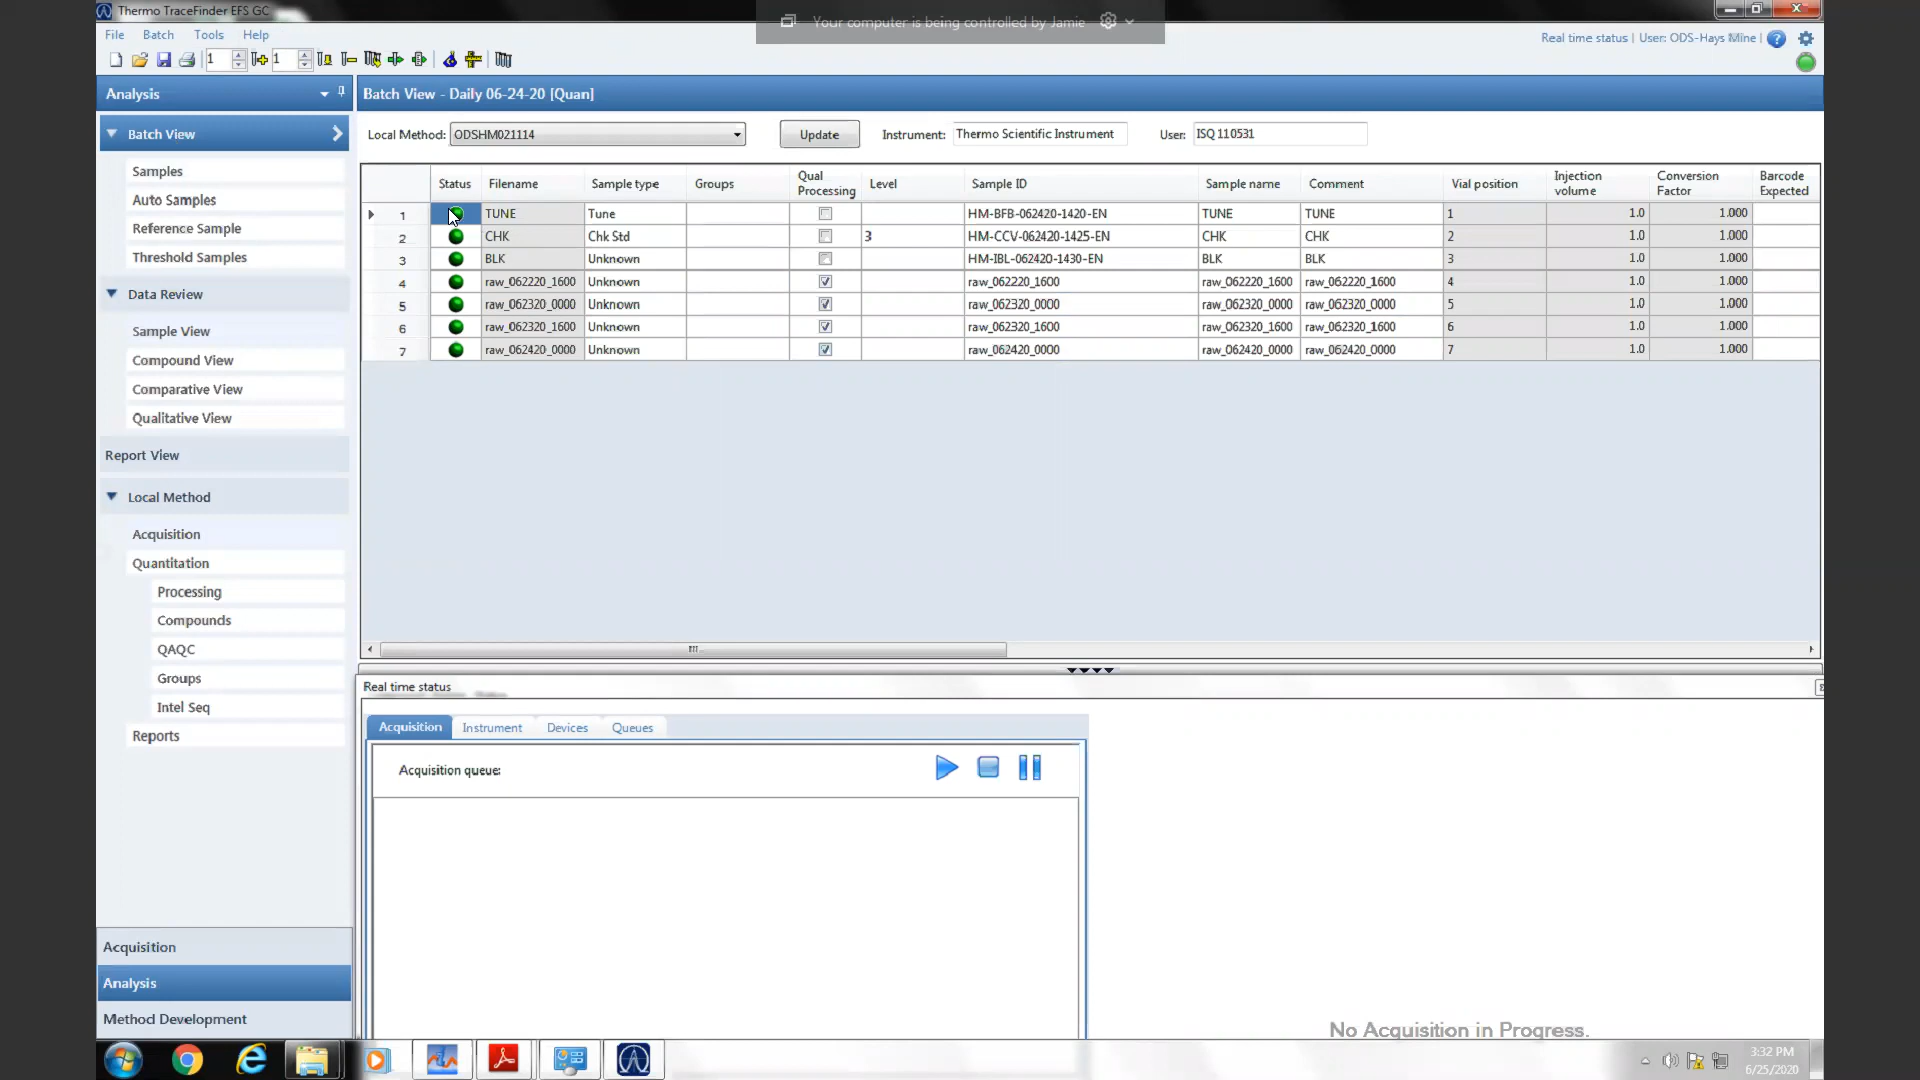 Thermo TraceFinder EFS GC
Your computer is being controlled by Jamie
File Batch Tools Help
Real time status | User: ODS-Hays Mine |
1 1
Analysis
Batch View - Daily 06-24-20 [Quan]
Batch View
Local Method: ODSHM021114 Update Instrument: Thermo Scientific Instrument User: ISQ 110531
Samples
Auto Samples
Reference Sample
Threshold Samples
Data Review
Sample View
Compound View
Comparative View
Qualitative View
Report View
Local Method
Acquisition
Quantitation
Processing
Compounds
QAQC
Groups
Intel Seq
Reports
Status Filename Sample type Groups Qual Processing Level Sample ID Sample name Comment Vial position Injection volume Conversion Factor Barcode Expected
1 TUNE Tune HM-BFB-062420-1420-EN TUNE TUNE 1 1.0 1.000
2 CHK Chk Std 3 HM-CCV-062420-1425-EN CHK CHK 2 1.0 1.000
3 BLK Unknown HM-IBL-062420-1430-EN BLK BLK 3 1.0 1.000
4 raw_062220_1600 Unknown raw_062220_1600 raw_062220_1600 raw_062220_1600 4 1.0 1.000
5 raw_062320_0000 Unknown raw_062320_0000 raw_062320_0000 raw_062320_0000 5 1.0 1.000
6 raw_062320_1600 Unknown raw_062320_1600 raw_062320_1600 raw_062320_1600 6 1.0 1.000
7 raw_062420_0000 Unknown raw_062420_0000 raw_062420_0000 raw_062420_0000 7 1.0 1.000
Real time status
Acquisition Instrument Devices Queues
Acquisition queue:
Acquisition
Analysis
Method Development
No Acquisition in Progress.
3:32 PM
6/25/2020